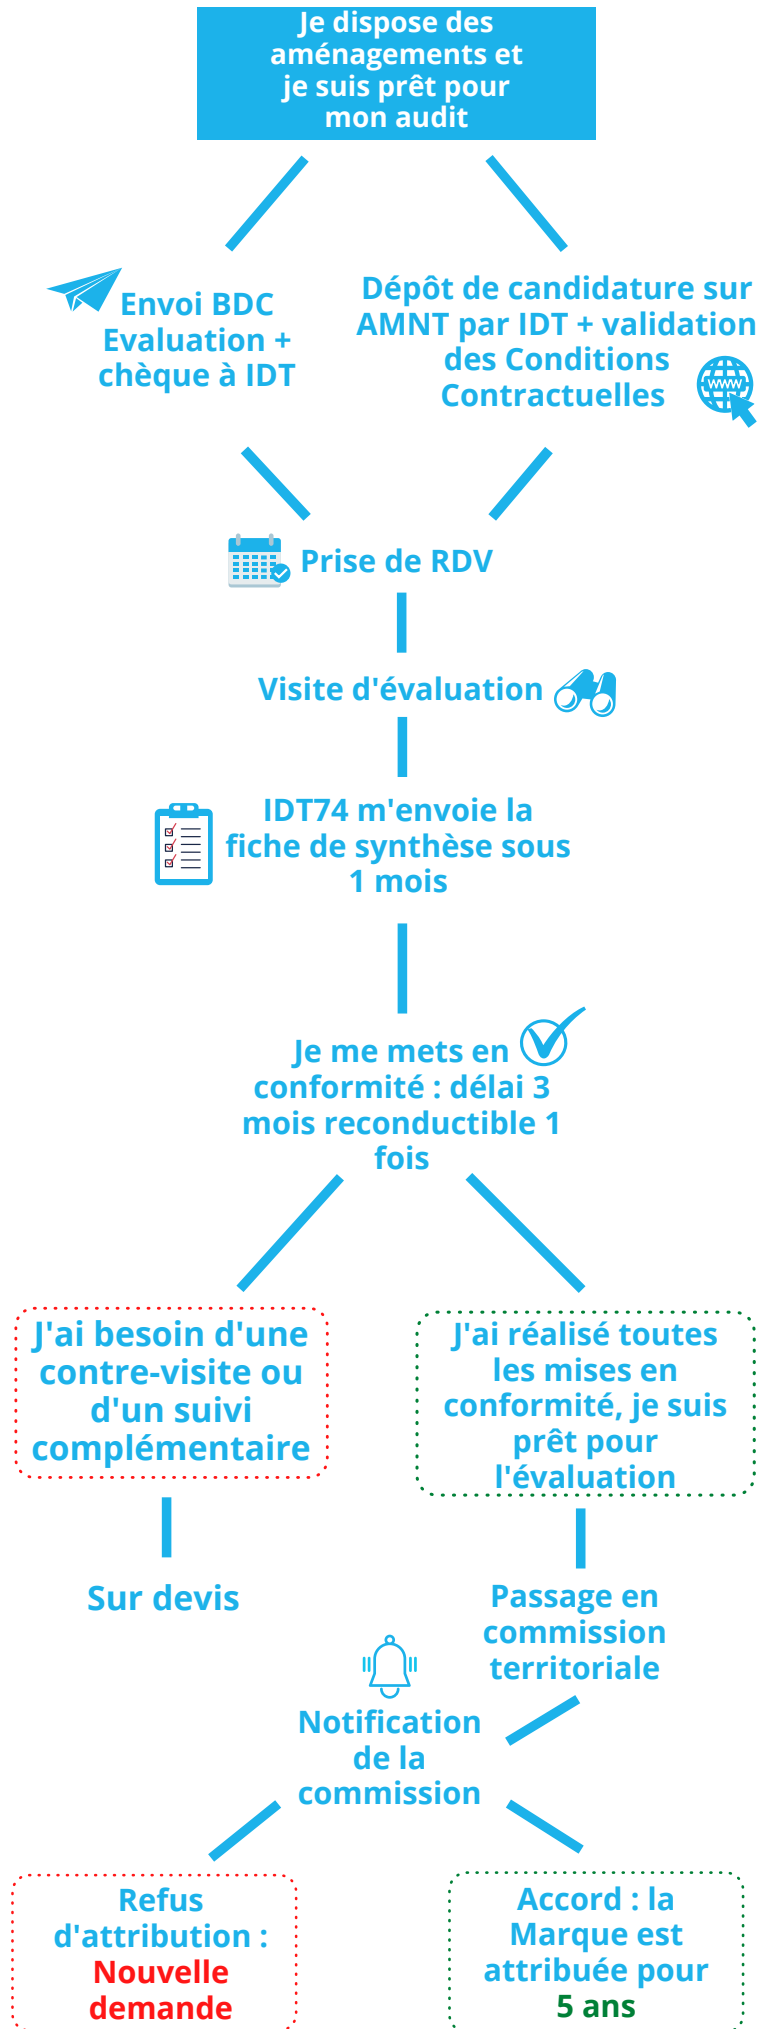 Je dispose des
aménagements et
je suis prêt pour
mon audit
Envoi BDC
Evaluation +
chèque à IDT
Dépôt de candidature sur
AMNT par IDT + validation
des Conditions
Contractuelles
WWW
Prise de RDV
Visite d'évaluation
IDT74 m'envoie la
fiche de synthèse sous
1 mois
Je me mets en
conformité : délai 3
mois reconductible 1
fois
J'ai besoin d'une
contre-visite ou
d'un suivi
complémentaire
J'ai réalisé toutes
les mises en
conformité, je suis
prêt pour
l'évaluation
Sur devis
Passage en
commission
territoriale
Notification
de la
commission
Refus
d'attribution :
Nouvelle
demande
Accord : la
Marque est
attribuée pour
5 ans